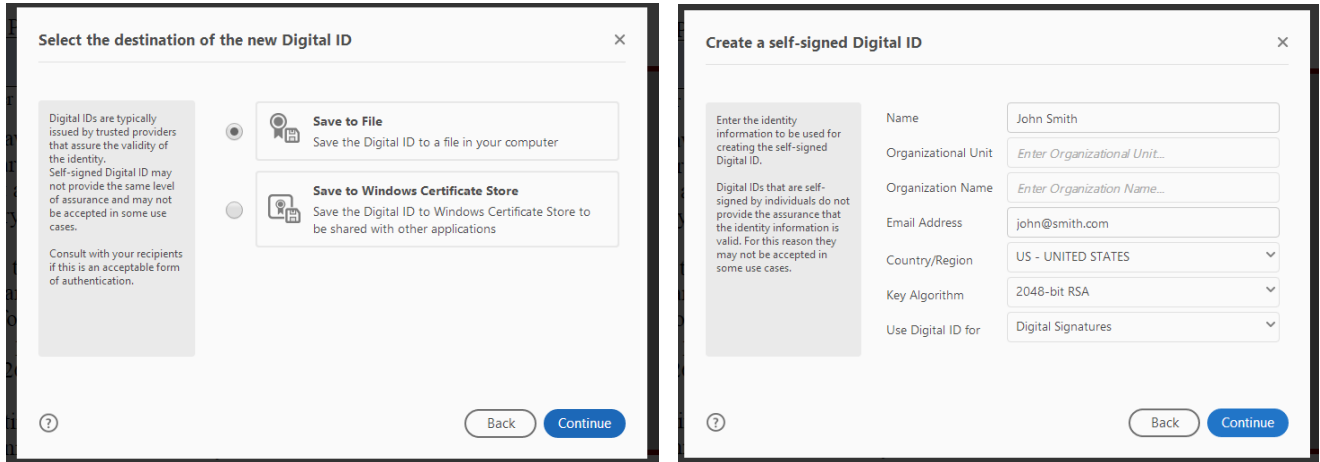 Select the destination of the new Digital ID
Digital IDs are typically
issued by trusted providers
that assure the validity of
the identity.
Self-signed Digital ID may
not provide the same level
of assurance and may not
be accepted in some use
cases.
Consult with your recipients
if this is an acceptable form
of authentication.
Save to File
Save the Digital ID to a file in your computer
Save to Windows Certificate Store
Save the Digital ID to Windows Certificate Store to
be shared with other applications
?
Back
Continue
Create a self-signed Digital ID
Enter the identity
information to be used for
creating the self-signed
Digital ID.
Digital IDs that are self-
signed by individuals do not
provide the assurance that
the identity information is
valid. For this reason they
may not be accepted in
some use cases.
Name
John Smith
Organizational Unit
Enter Organizational Unit...
Organization Name
Enter Organization Name...
Email Address
john@smith.com
Country/Region
US - UNITED STATES
Key Algorithm
2048-bit RSA
Use Digital ID for
Digital Signatures
?
Back
Continue